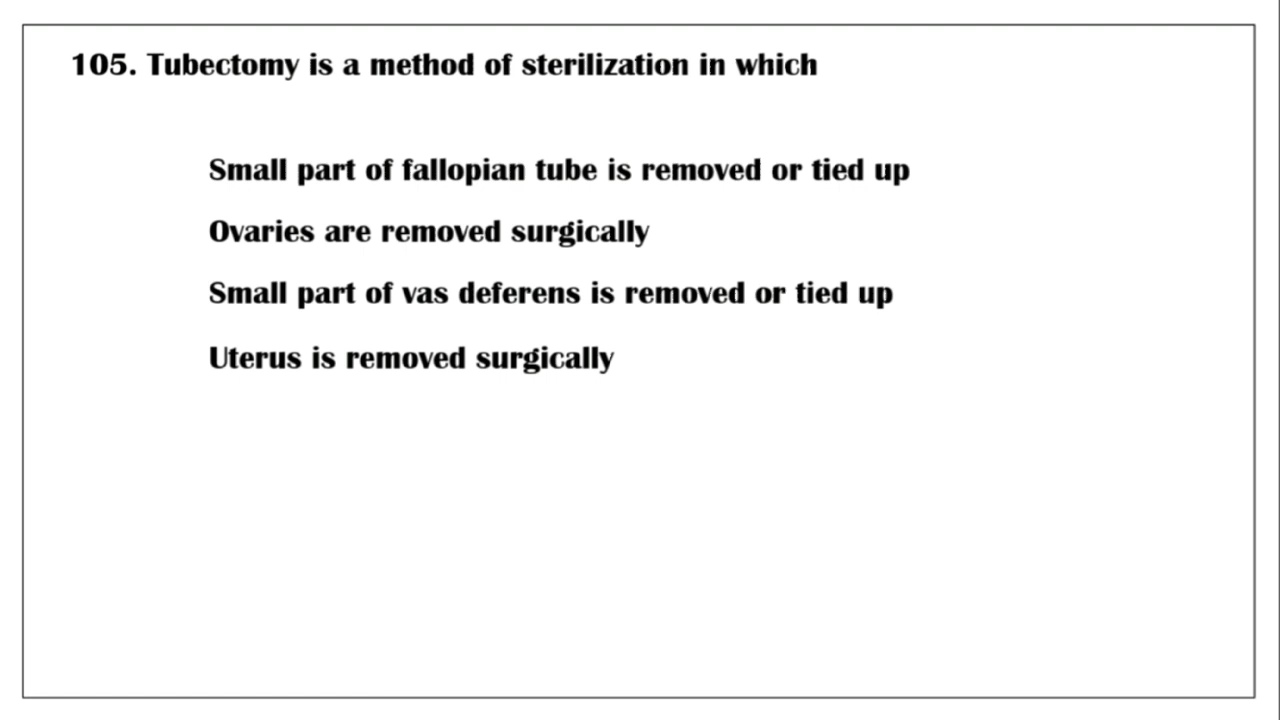 105. Tubectomy is a method of sterilization in which
Small part of fallopian tube is removed or tied up
Ovaries are removed surgically
Small part of vas deferens is removed or tied up
Uterus is removed surgically